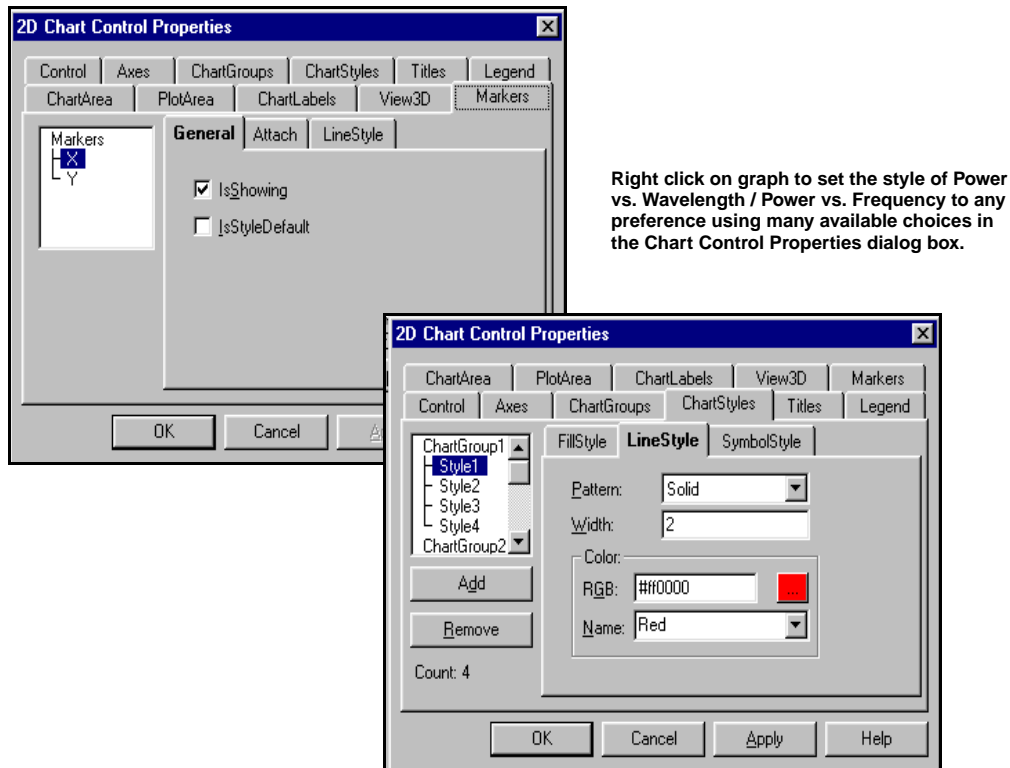 2D Chart Control Properties
Control Axes ChartGroups ChartStyles Titles Legend
ChartArea PlotArea ChartLabels View3D Markers
Markers
X
Y
General Attach LineStyle
IsShowing
IsStyleDefault
OK Cancel
Right click on graph to set the style of Power
vs. Wavelength / Power vs. Frequency to any
preference using many available choices in
the Chart Control Properties dialog box.
2D Chart Control Properties
ChartArea PlotArea ChartLabels View3D Markers
Control Axes ChartGroups ChartStyles Titles Legend
ChartGroup1
Style1
Style2
Style3
Style4
ChartGroup2
Add
Remove
Count: 4
FillStyle LineStyle SymbolStyle
Pattern: Solid
Width: 2
Color:
RGB: #ff0000 ...
Name: Red
OK Cancel Apply Help